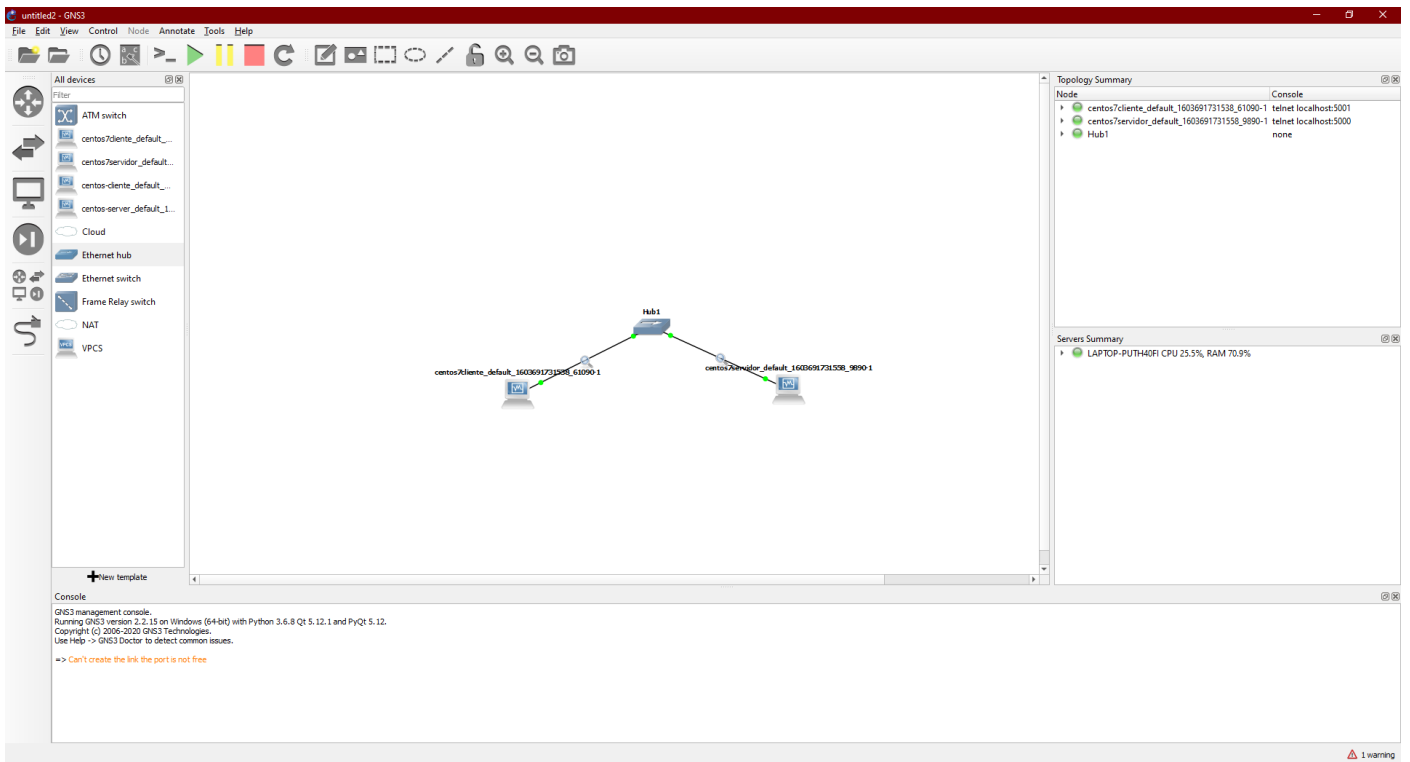 untitled2 - GNS3
File Edit View Control Node Annotate Tools Help
All devices
Filter
ATM switch
centos7cliente_default_...
centos7servidor_default...
centos-cliente_default_...
centos-server_default_1...
Cloud
Ethernet hub
Ethernet switch
Frame Relay switch
NAT
VPCS
New template
Hub1
centos7cliente_default_1603691731538_61090-1
centos7servidor_default_1603691731558_9890-1
Topology Summary
Node Console
centos7cliente_default_1603691731538_61090-1 telnet localhost:5001
centos7servidor_default_1603691731558_9890-1 telnet localhost:5000
Hub1 none
Servers Summary
LAPTOP-PUTH40FI CPU 25.5%, RAM 70.9%
Console
GNS3 management console.
Running GNS3 version 2.2.15 on Windows (64-bit) with Python 3.6.8 Qt 5.12.1 and PyQt 5.12.
Copyright (c) 2006-2020 GNS3 Technologies.
Use Help -> GNS3 Doctor to detect common issues.
=> Can't create the link the port is not free
1 warning